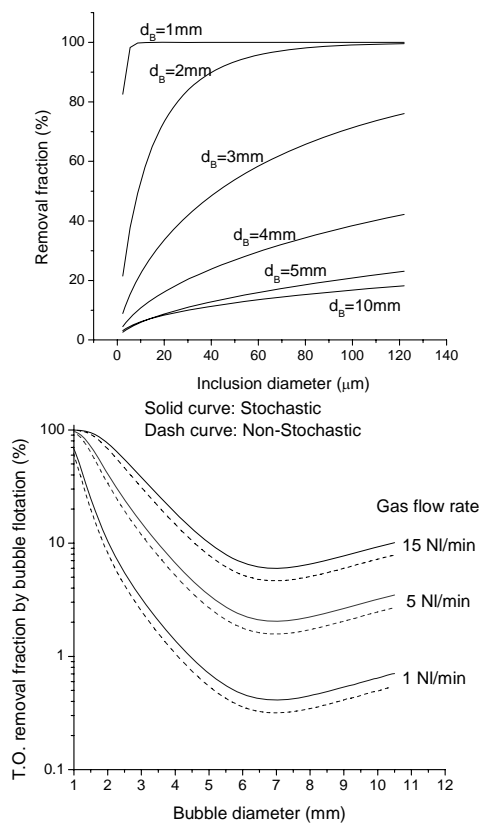 Removal fraction (%)
100
80
60
40
20
0
d_B=1mm
d_B=2mm
d_B=3mm
d_B=4mm
d_B=5mm
d_B=10mm
0 20 40 60 80 100 120 140
Inclusion diameter (μm)
Solid curve: Stochastic
Dash curve: Non-Stochastic
T.O. removal fraction by bubble flotation (%)
100
10
1
0.1
Gas flow rate
15 Nl/min
5 Nl/min
1 Nl/min
1 2 3 4 5 6 7 8 9 10 11 12
Bubble diameter (mm)